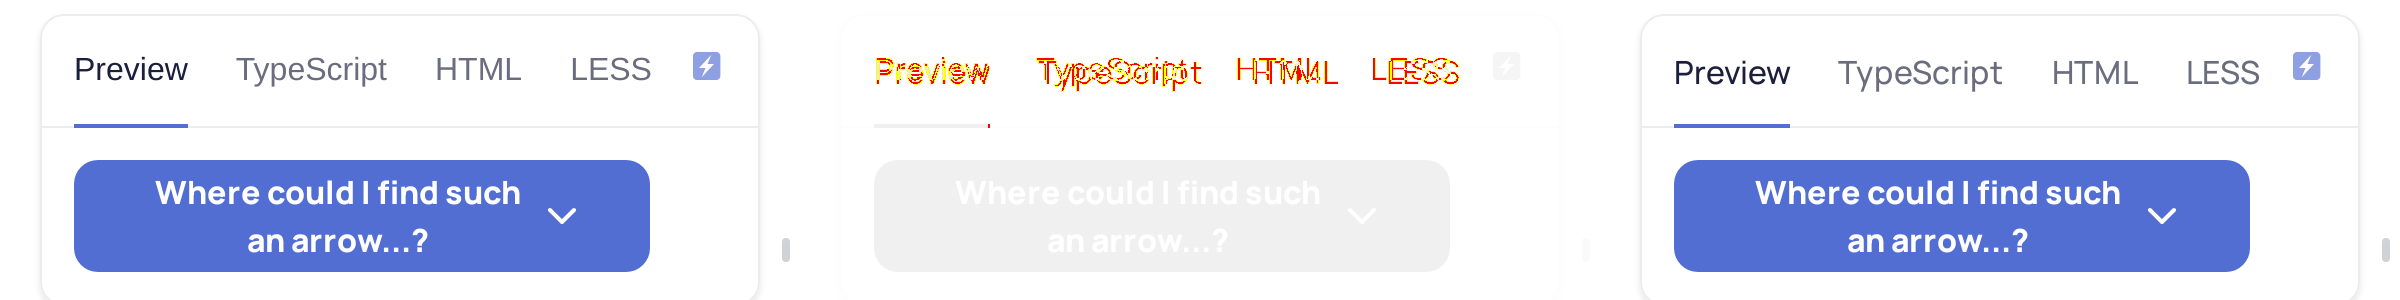 Preview TypeScript HTML LESS
Where could I find such
an arrow...?
Preview TypeScript HTML LESS
Where could I find such
an arrow...?
Preview TypeScript HTML LESS
Where could I find such
an arrow...?